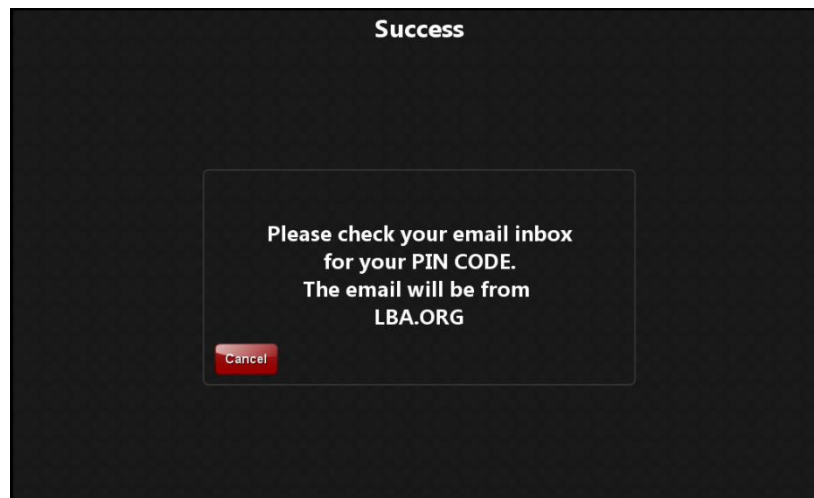 Success
Please check your email inbox
for your PIN CODE.
The email will be from
LBA.ORG
Cancel